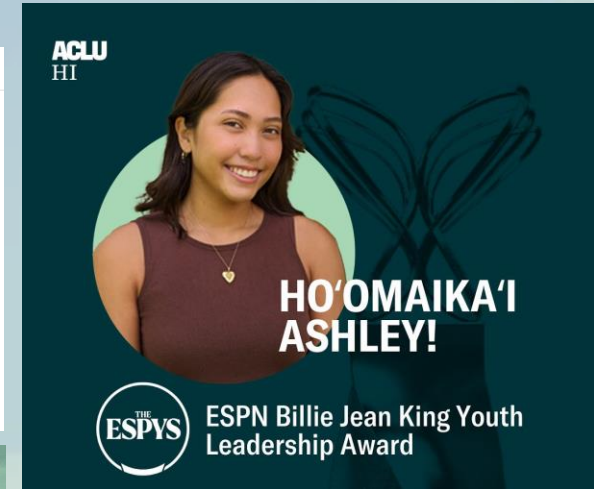 ACLU
HI
HOʻOMAIKAʻI
ASHLEY!
THE
ESPYS
ESPN Billie Jean King Youth
Leadership Award